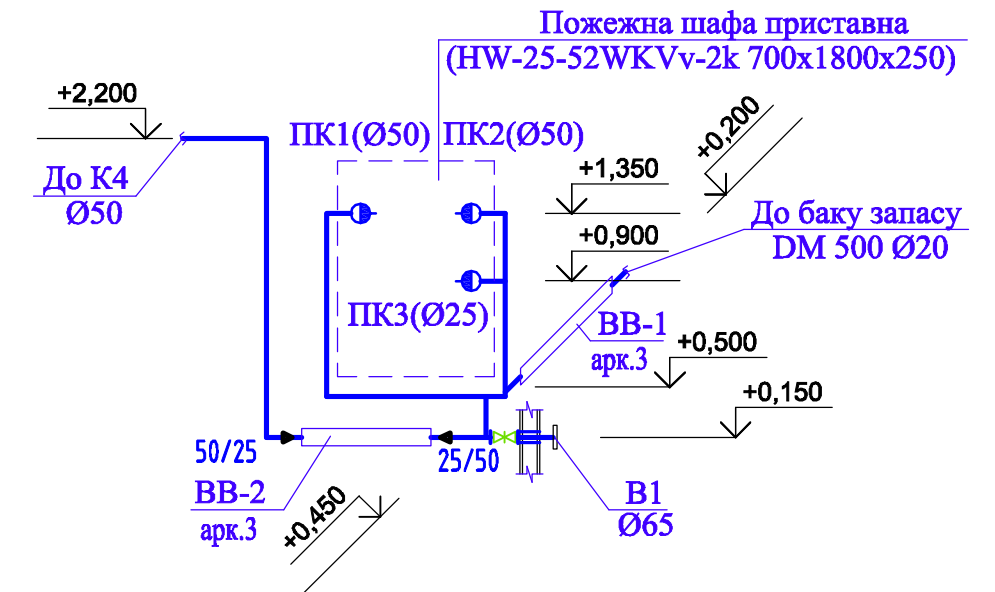 Пожежна шафа приставна
(HW-25-52WKVv-2k 700x1800x250)
+2,200
ПК1(Ø50)
ПК2(Ø50)
+0,200
До К4
Ø50
+1,350
До баку запасу
DM 500 Ø20
+0,900
ПК3(Ø25)
ВВ-1
арк.3
+0,500
+0,150
50/25
25/50
ВВ-2
арк.3
+0,450
В1
Ø65